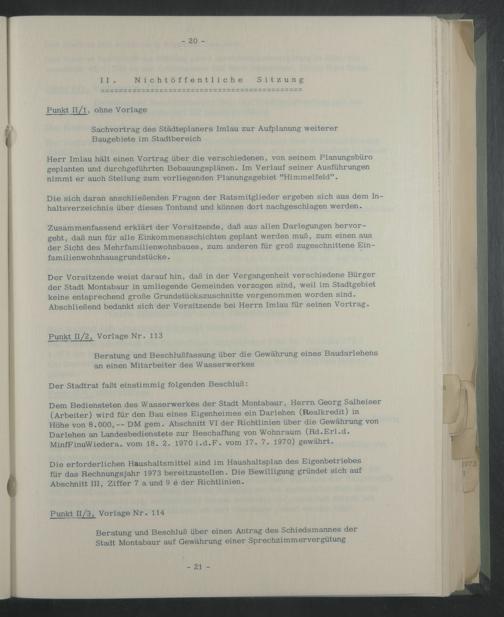 - 20 -
II. Nichtöffentliche Sitzung
Punkt II/1, ohne Vorlage
Sachvortrag des Städteplaners Imlau zur Aufplanung weiterer
Baugebiete im Stadtbereich
Herr Imlau hält einen Vortrag über die verschiedenen, von seinem Planungsbüro
geplanten und durchgeführten Bebauungsplänen. Im Verlauf seiner Ausführungen
nimmt er auch Stellung zum vorliegenden Planungsgebiet "Himmelfeld".
Die sich daran anschließenden Fragen der Ratsmitglieder ergeben sich aus dem In-
haltsverzeichnis über dieses Tonband und können dort nachgeschlagen werden.
Zusammenfassend erklärt der Vorsitzende, daß aus allen Darlegungen hervor-
geht, daß nun für alle Einkommensschichten geplant werden muß, zum einen aus
der Sicht des Mehrfamilienwohnbaues, zum anderen für groß zugeschnittene Ein-
familienwohnhausgrundstücke.
Der Vorsitzende weist darauf hin, daß in der Vergangenheit verschiedene Bürger
der Stadt Montabaur in umliegende Gemeinden verzogen sind, weil im Stadtgebiet
keine entsprechend große Grundstückszuschnitte vorgenommen worden sind.
Abschließend bedankt sich der Vorsitzende bei Herrn Imlau für seinen Vortrag.
Punkt II/2, Vorlage Nr. 113
Beratung und Beschlußfassung über die Gewährung eines Baudarlehens
an einen Mitarbeiter des Wasserwerkes
Der Stadtrat faßt einstimmig folgenden Beschluß:
Dem Bediensteten des Wasserwerkes der Stadt Montabaur, Herrn Georg Salheiser
(Arbeiter) wird für den Bau eines Eigenheimes ein Darlehen (Realkredit) in
Höhe von 8.000,-- DM gem. Abschnitt VI der Richtlinien über die Gewährung von
Darlehen an Landesbedienstete zur Beschaffung von Wohnraum (Rd.Erl.d.
MinfFinuWiedera. vom 18. 2. 1970 i.d.F. vom 17. 7. 1970) gewährt.
Die erforderlichen Haushaltsmittel sind im Haushaltsplan des Eigenbetriebes
für das Rechnungsjahr 1973 bereitzustellen. Die Bewilligung gründet sich auf
Abschnitt III, Ziffer 7 a und 9 é der Richtlinien.
Punkt II/3, Vorlage Nr. 114
Beratung und Beschluß über einen Antrag des Schiedsmannes der
Stadt Montabaur auf Gewährung einer Sprechzimmervergütung
- 21 -